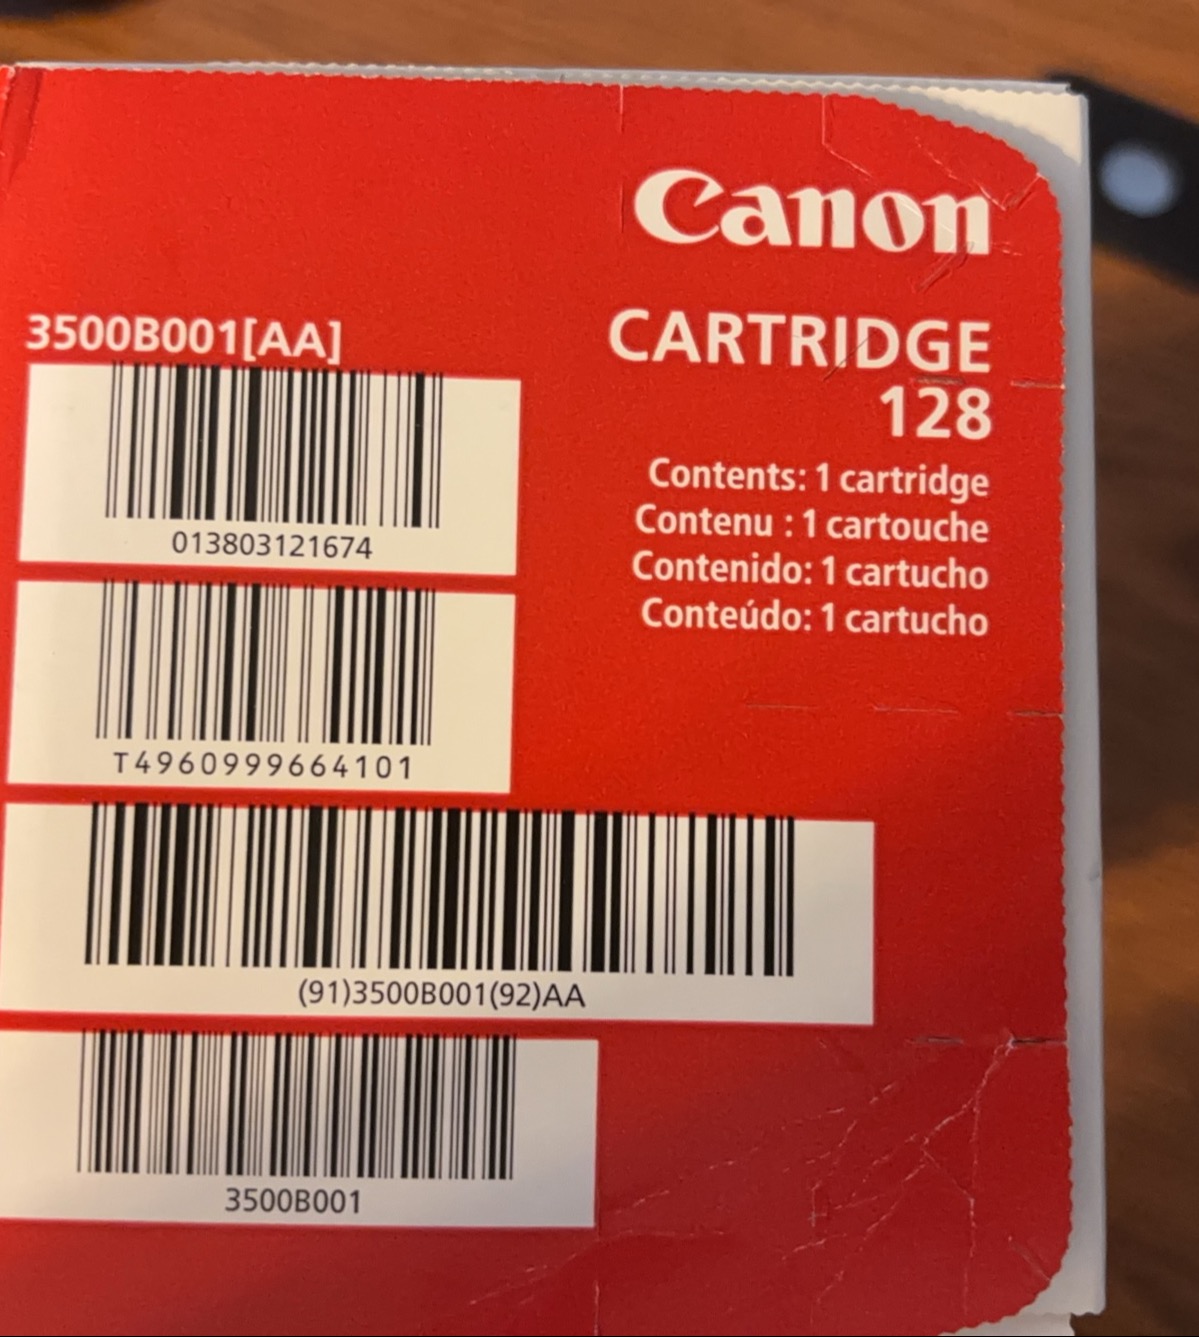 Canon
CARTRIDGE
128
Contents: 1 cartridge
Contenu : 1 cartouche
Contenido: 1 cartucho
Conteúdo: 1 cartucho
3500B001[AA]
013803121674
T4960999664101
(91)3500B001(92)AA
3500B001